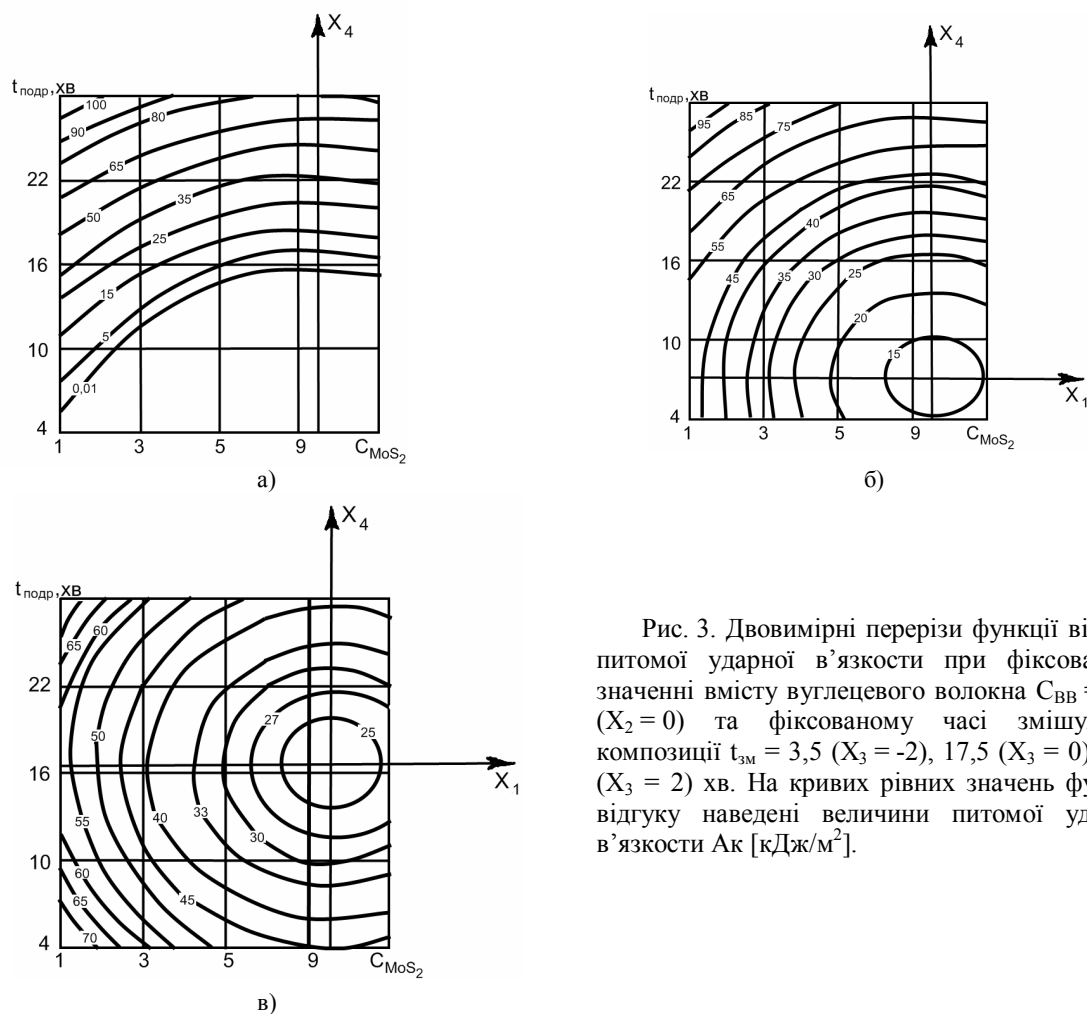 X4
tподр,хв
100
90
80
65
22
50
35
25
16
15
5
10
0,01
4
1 3 5 9 CMoS2
а)
X4
tподр,хв
95 85 75
22
65
55
40
45 35 30 25
16
20
10
15
X1
4
1 3 5 9 CMoS2
б)
X4
tподр,хв
65 60
22
27
50 25
16
X1
55 40 33 30
10
60
65 45
70
4
1 3 5 9 CMoS2
в)
Рис. 3. Двовимірні перерізи функції
питомої ударної в’язкости при
значенні вмісту вуглецевого волокна CВВ
(X2 = 0) та фіксованому часі
композиції tзм = 3,5 (X3 = -2), 17,5 (X3 = 0)
(X3 = 2) хв. На кривих рівних значень
відгуку наведені величини питомої
в’язкости Ак [кДж/м2].